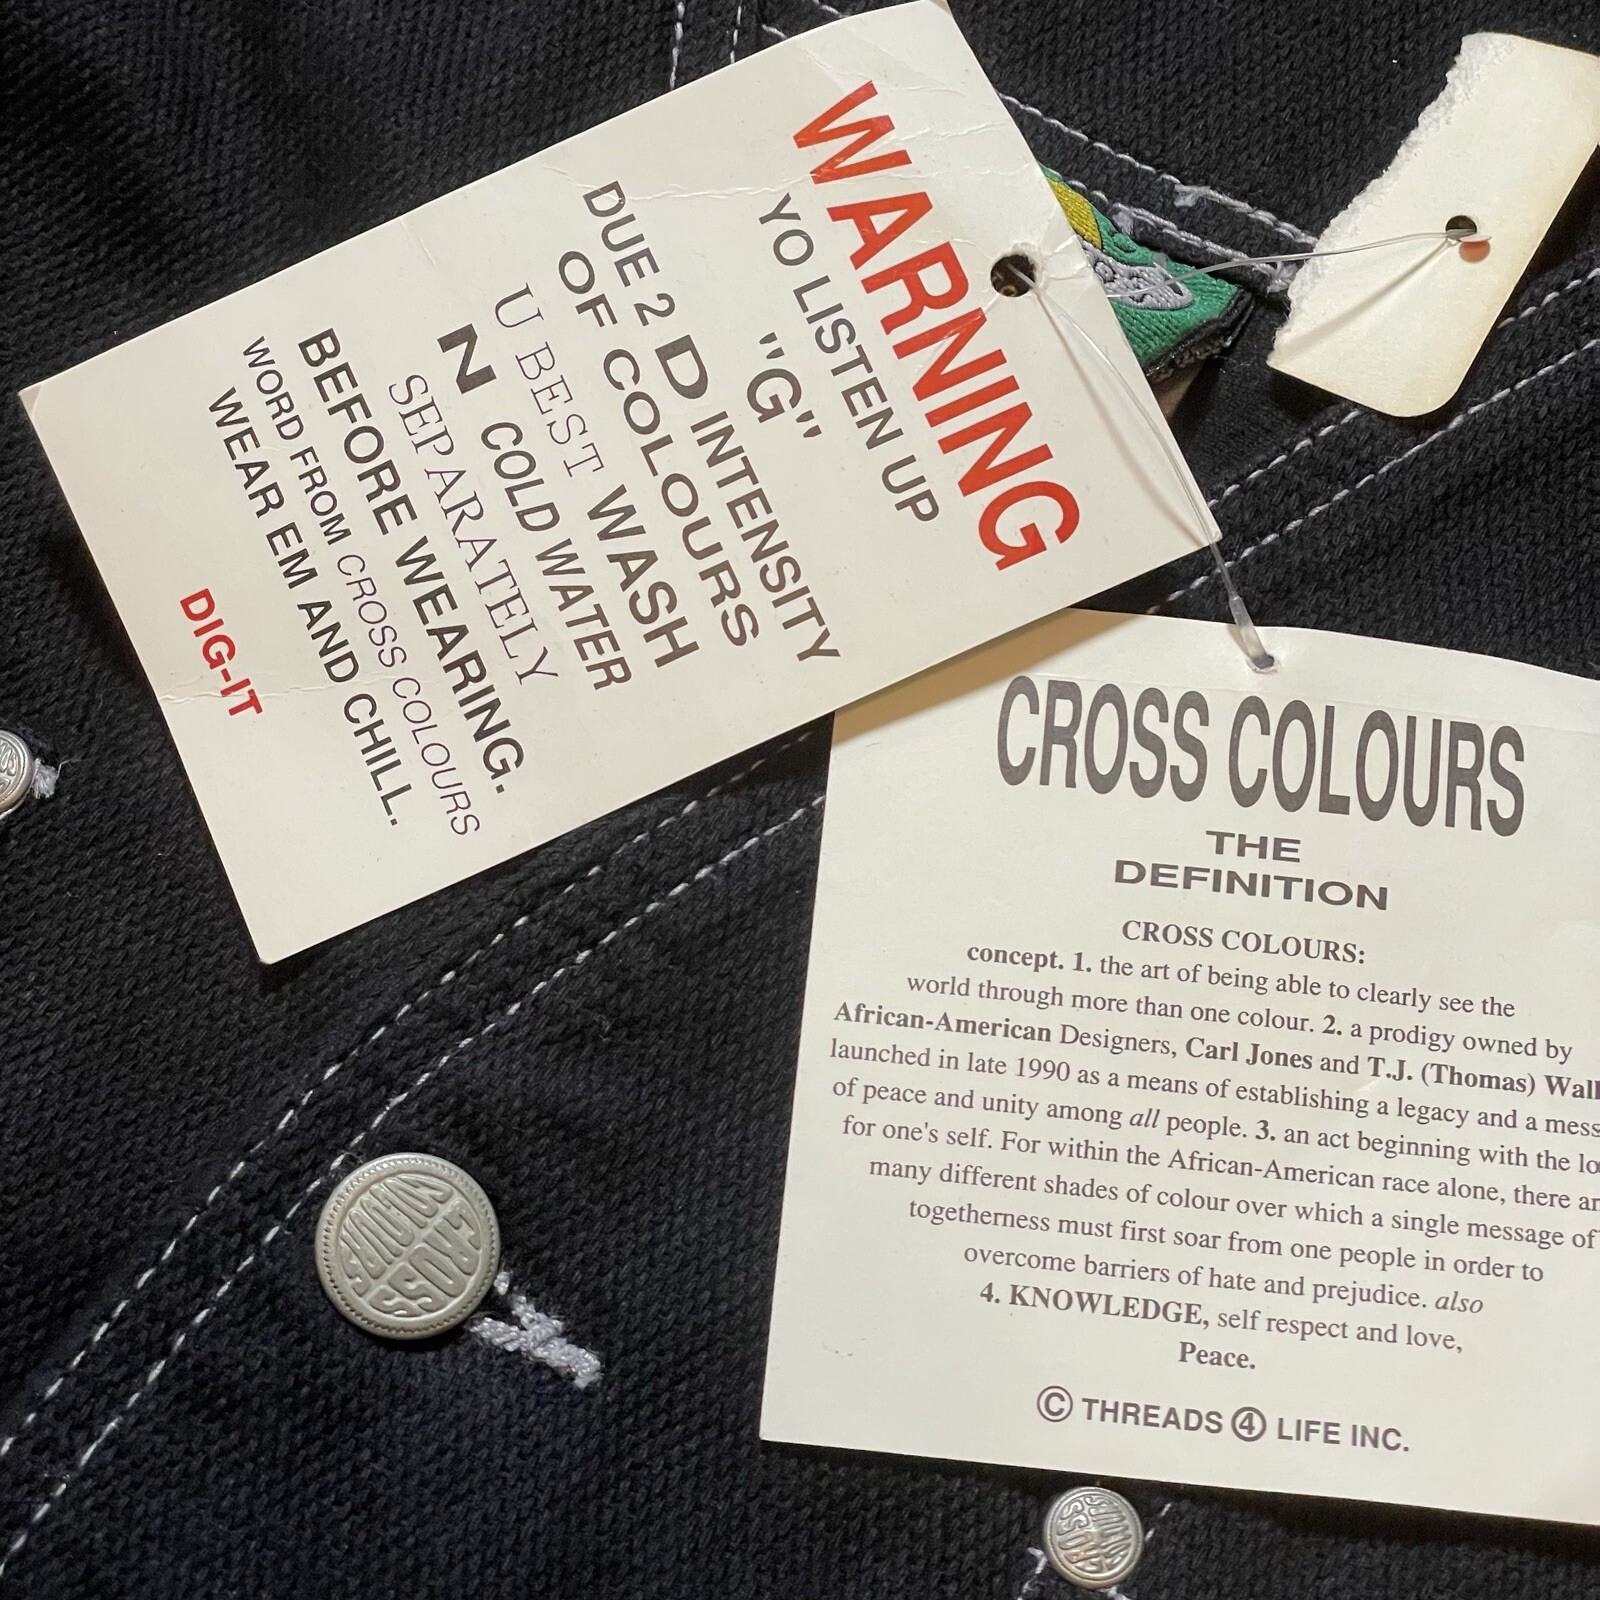 WARNING
YO LISTEN UP
"G"
DUE 2 D INTENSITY
OF COLOURS
U BEST WASH
N COLD WATER
SEPARATELY
BEFORE WEARING.
WORD FROM CROSS COLOURS
WEAR EM AND CHILL.
DIG-IT
CROSS COLOURS
THE
DEFINITION
CROSS COLOURS:
concept. 1. the art of being able to clearly see the
world through more than one colour. 2. a prodigy owned by
African-American Designers, Carl Jones and T.J. (Thomas) Wal
launched in late 1990 as a means of establishing a legacy and a mess
of peace and unity among all people. 3. an act beginning with the lo
for one's self. For within the African-American race alone, there ar
many different shades of colour over which a single message of
togetherness must first soar from one people in order to
overcome barriers of hate and prejudice. also
4. KNOWLEDGE, self respect and love,
Peace.
© THREADS 4 LIFE INC.
CROSS
COLOURS
CROSS
COLOURS